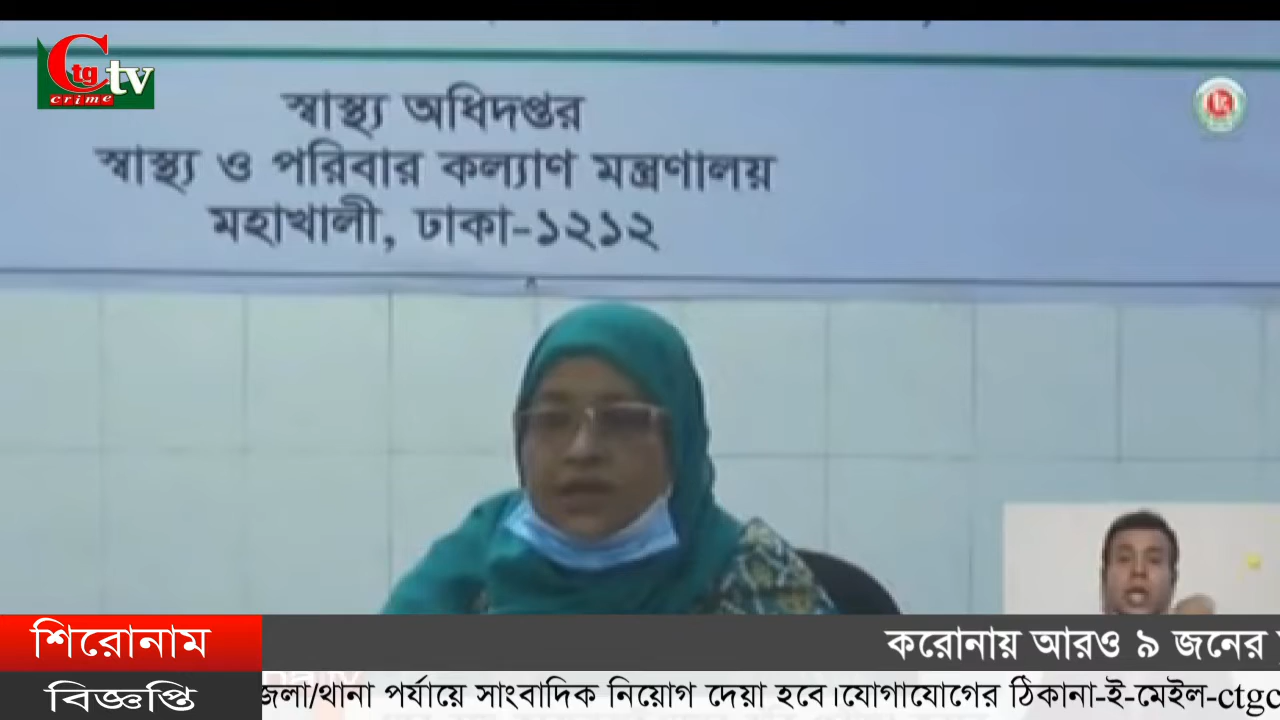 Ctg tv
crime
স্বাস্থ্য অধিদপ্তর
স্বাস্থ্য ও পরিবার কল্যাণ মন্ত্রণালয়
মহাখালী, ঢাকা-১২১২
শিরোনাম
করোনায় আরও ৯ জনের
বিজ্ঞপ্তি
জেলা/থানা পর্যায়ে সাংবাদিক নিয়োগ দেয়া হবে।যোগাযোগের ঠিকানা-ই-মেইল-ctgc